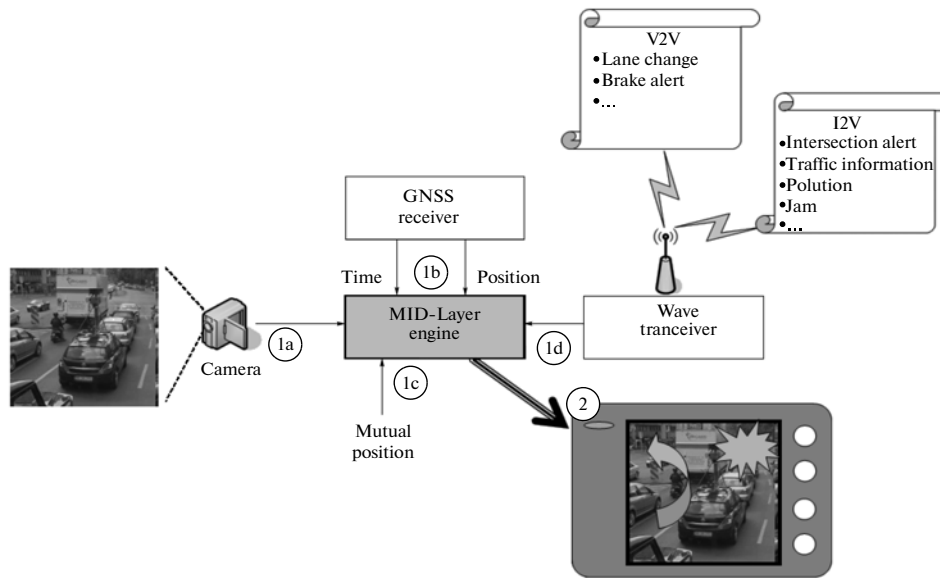 V2V
•Lane change
•Brake alert
•...
I2V
•Intersection alert
•Traffic information
•Polution
•Jam
•...
GNSS
receiver
Time
1b
Position
MID-Layer
engine
Wave
tranceiver
1a
1d
Camera
1c
2
Mutual
position